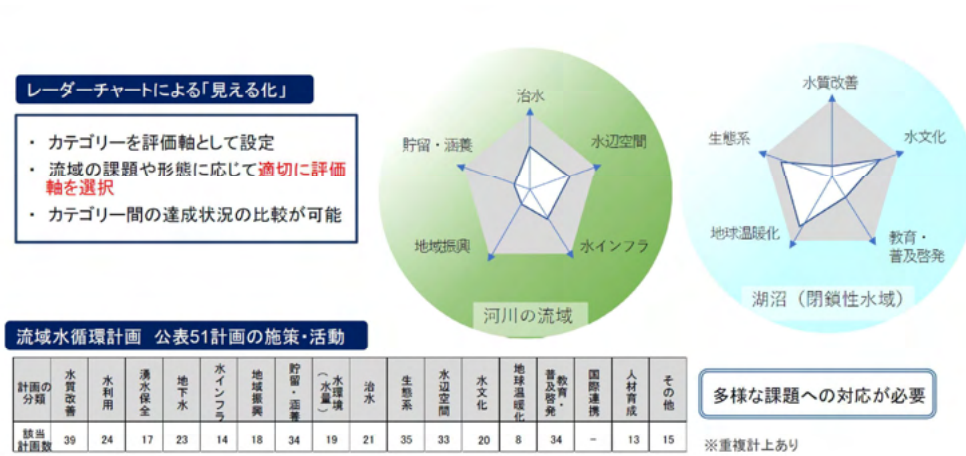 レーダーチャートによる「見える化」
・ カテゴリーを評価軸として設定
・ 流域の課題や形態に応じて適切に評価
軸を選択
・ カテゴリー間の達成状況の比較が可能
治水
水辺空間
水インフラ
地域振興
貯留・涵養
河川の流域
水質改善
水文化
教育・
普及啓発
地球温暖化
生態系
湖沼（閉鎖性水域）
流域水循環計画 公表51計画の施策・活動
計画の分類 水質改善 水利用 湧水保全 地下水 水インフラ 地域振興 貯留・涵養 水環境（水量） 治水 生態系 水辺空間 水文化 地球温暖化 教育・普及啓発 国際連携 人材育成 その他
該当計画数 39 24 17 23 14 18 34 19 21 35 33 20 8 34 － 13 15
多様な課題への対応が必要
※重複計上あり